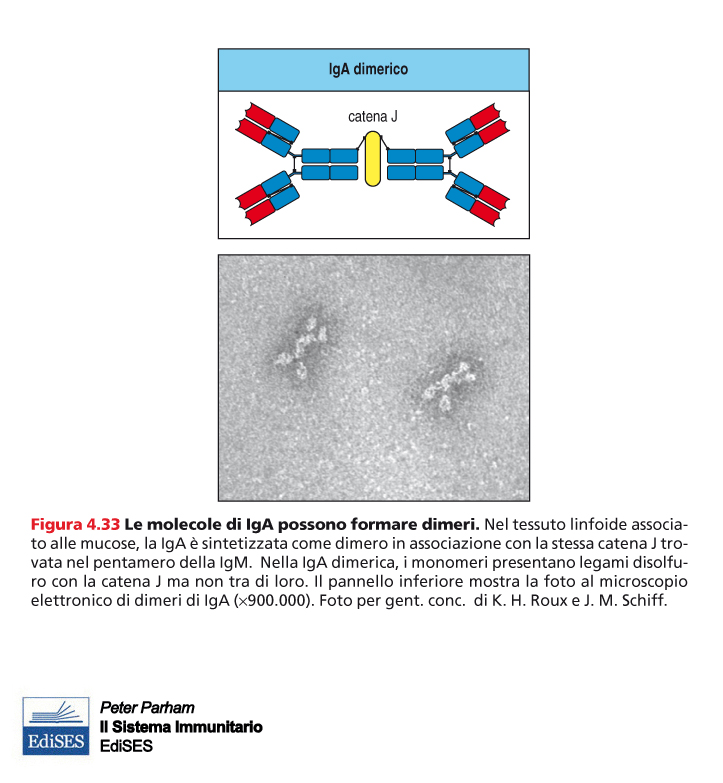 IgA dimerico
catena J
Figura 4.33 Le molecole di IgA possono formare dimeri. Nel tessuto linfoide associa-
to alle mucose, la IgA è sintetizzata come dimero in associazione con la stessa catena J tro-
vata nel pentamero della IgM. Nella IgA dimerica, i monomeri presentano legami disolfu-
ro con la catena J ma non tra di loro. Il pannello inferiore mostra la foto al microscopio
elettronico di dimeri di IgA (×900.000). Foto per gent. conc. di K. H. Roux e J. M. Schiff.
EdiSES
Peter Parham
Il Sistema Immunitario
EdiSES